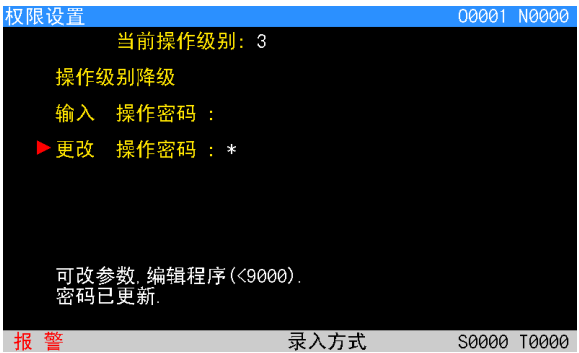 权限设置 O0001 N0000
当前操作级别: 3
操作级别降级
输入 操作密码 :
更改 操作密码 : *
可改参数, 编辑程序(<9000).
密码已更新.
报 警 录入方式 S0000 T0000